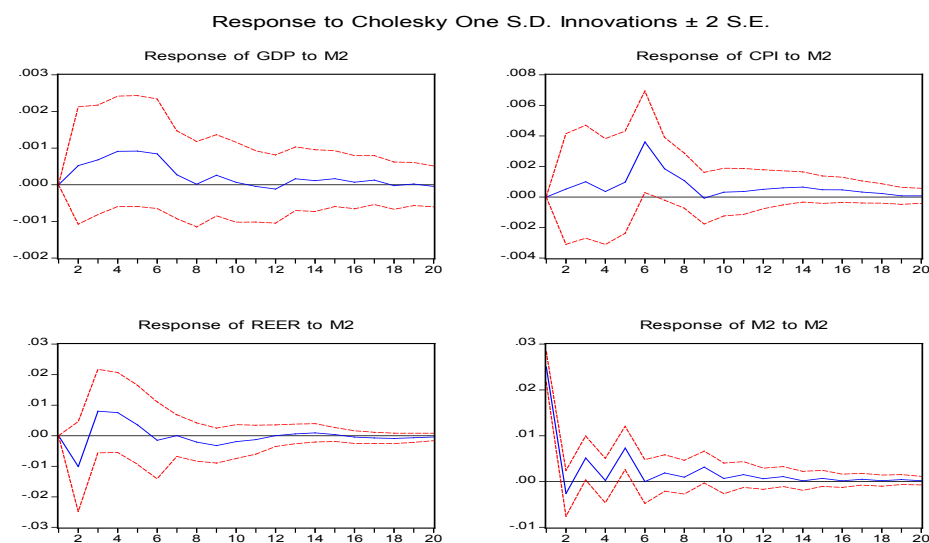 Response to Cholesky One S.D. Innovations ± 2 S.E.
Response of GDP to M2
.003
.002
.001
.000
-.001
-.002
2 4 6 8 10 12 14 16 18 20
Response of CPI to M2
.008
.006
.004
.002
.000
-.002
-.004
2 4 6 8 10 12 14 16 18 20
Response of REER to M2
.03
.02
.01
.00
-.01
-.02
-.03
2 4 6 8 10 12 14 16 18 20
Response of M2 to M2
.03
.02
.01
.00
-.01
2 4 6 8 10 12 14 16 18 20